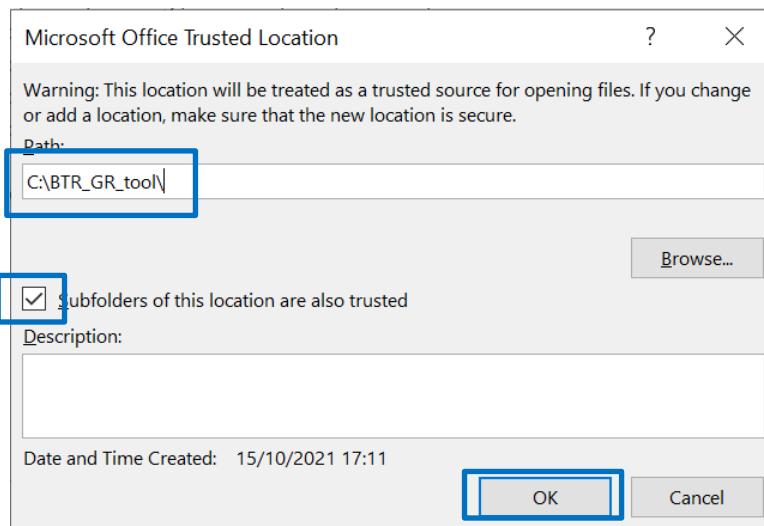 Microsoft Office Trusted Location ?
Warning: This location will be treated as a trusted source for opening files. If you change
or add a location, make sure that the new location is secure.
Path:
C:\BTR_GR_tool\
Browse...
Subfolders of this location are also trusted
Description:
Date and Time Created: 15/10/2021 17:11
OK Cancel